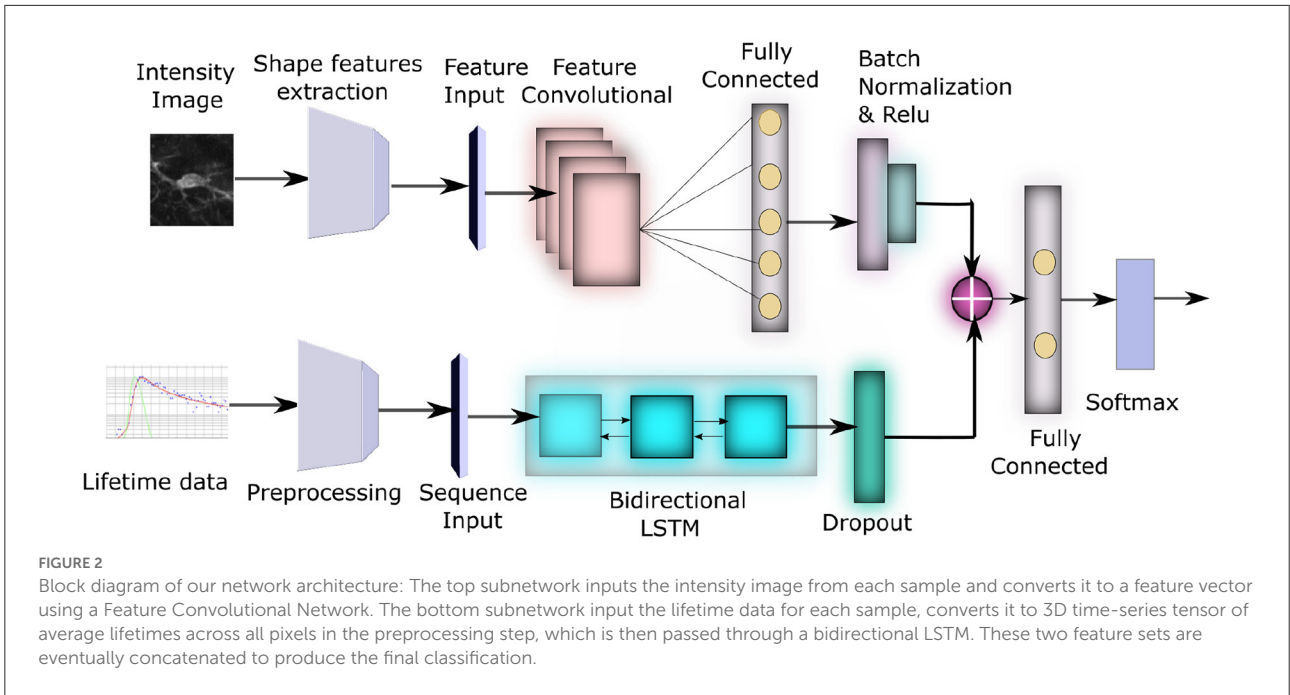 Intensity
Image
Shape features
extraction
Feature
Input
Feature
Convolutional
Fully
Connected
Batch
Normalization
& Relu
Lifetime data
Preprocessing
Sequence
Input
Bidirectional
LSTM
Dropout
Fully
Connected
Softmax
FIGURE 2
Block diagram of our network architecture: The top subnetwork inputs the intensity image from each sample and converts it to a feature vector
using a Feature Convolutional Network. The bottom subnetwork input the lifetime data for each sample, converts it to 3D time-series tensor of
average lifetimes across all pixels in the preprocessing step, which is then passed through a bidirectional LSTM. These two feature sets are
eventually concatenated to produce the final classification.